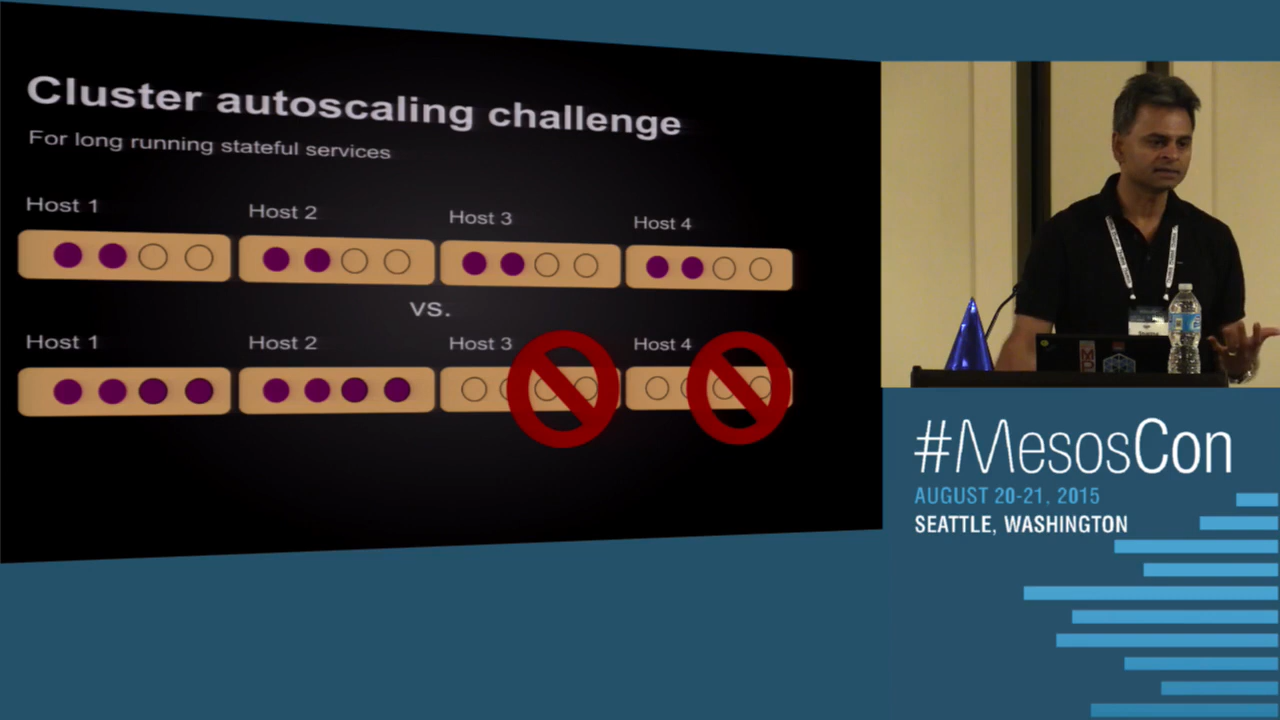 Cluster autoscaling challenge
For long running stateful services
Host 1
Host 2
Host 3
Host 4
vs.
Host 1
Host 2
Host 3
Host 4
#MesosCon
AUGUST 20-21, 2015
SEATTLE, WASHINGTON